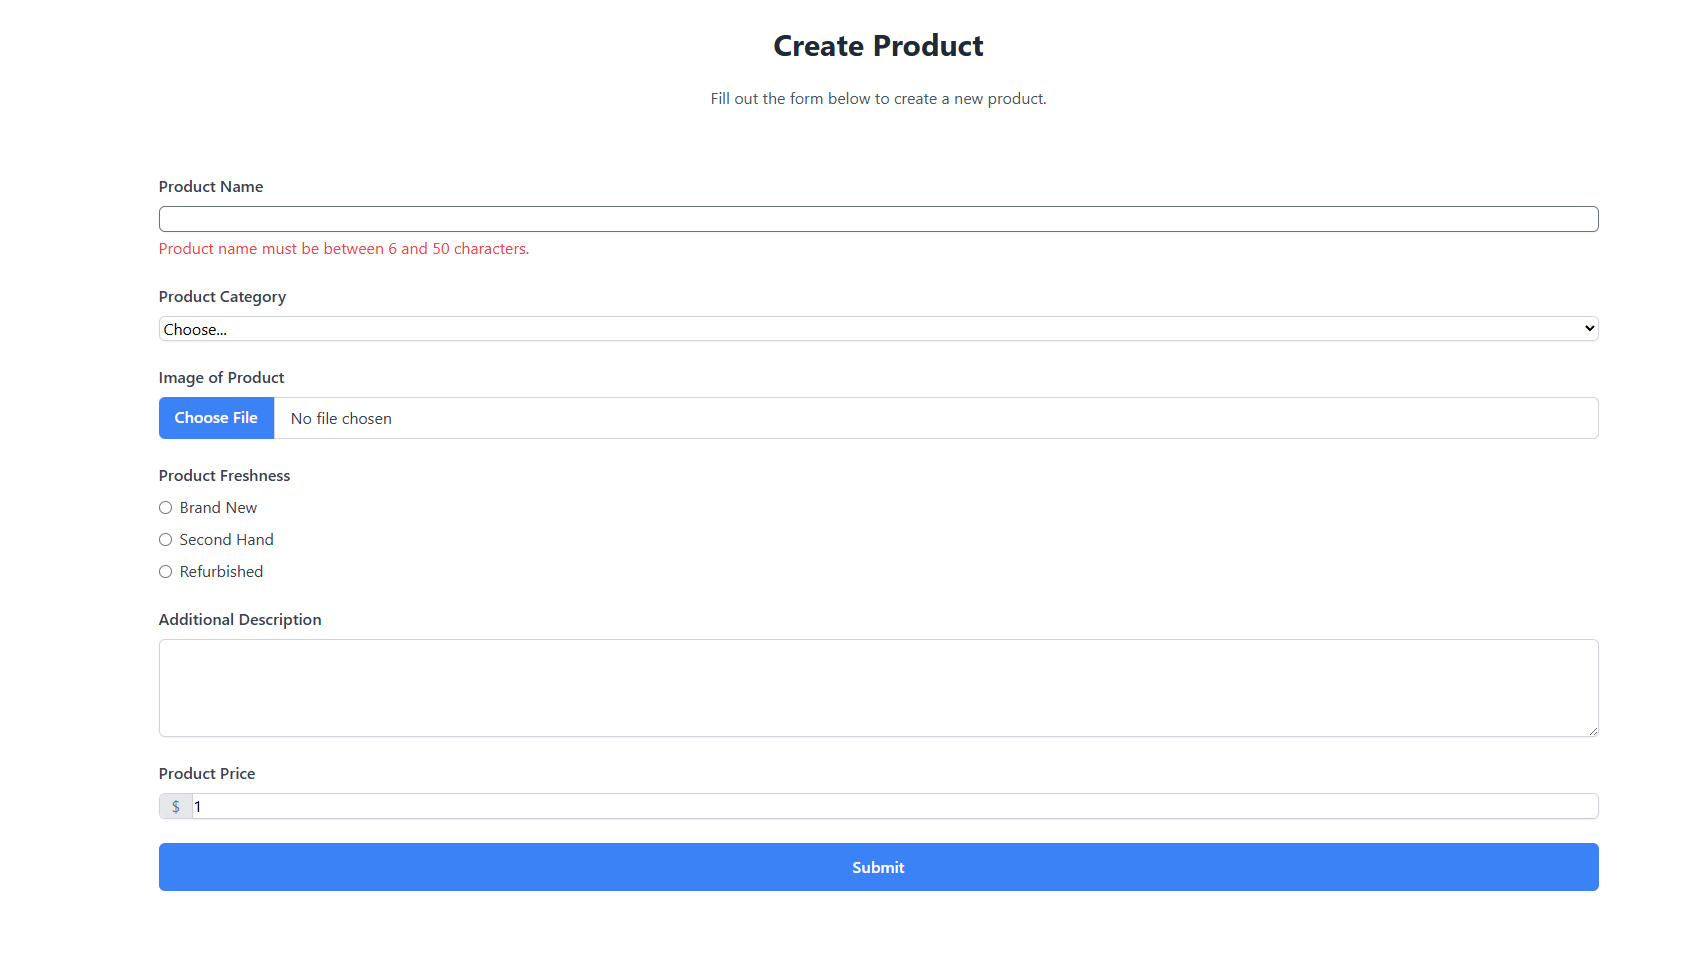 Create Product
Fill out the form below to create a new product.
Product Name
Product name must be between 6 and 50 characters.
Product Category
Choose...
Image of Product
Choose File No file chosen
Product Freshness
Brand New
Second Hand
Refurbished
Additional Description
Product Price
$ 1
Submit